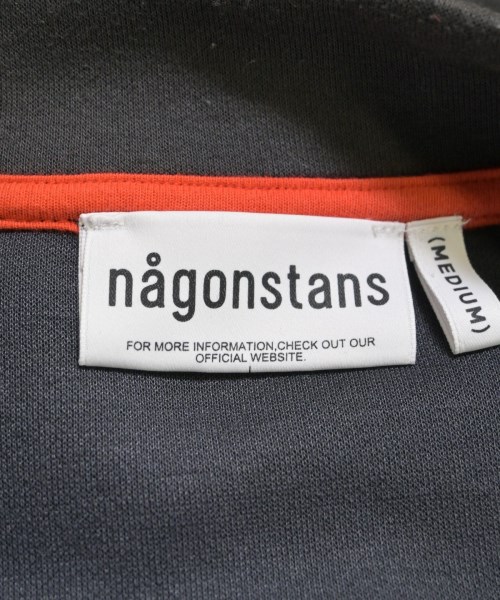 någonstans
FOR MORE INFORMATION,CHECK OUT OUR
OFFICIAL WEBSITE.
(MEDIUM)